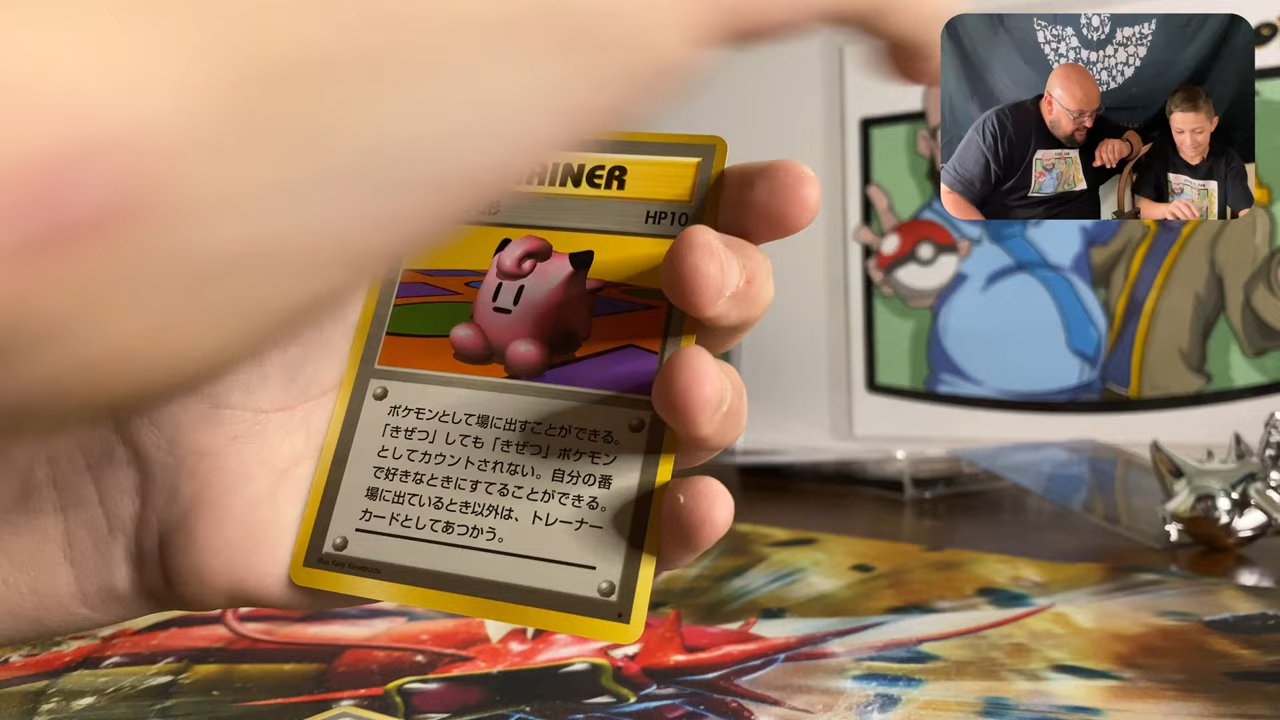 AINER
形 HP10
ポケモンとして場に出すことができる。
「きぜつ」しても「きぜつ」ポケモン
としてカウントされない。自分の番
で好きなときにすてることができる。
場に出ているとき以外は、トレーナー
カードとしてあつかう。